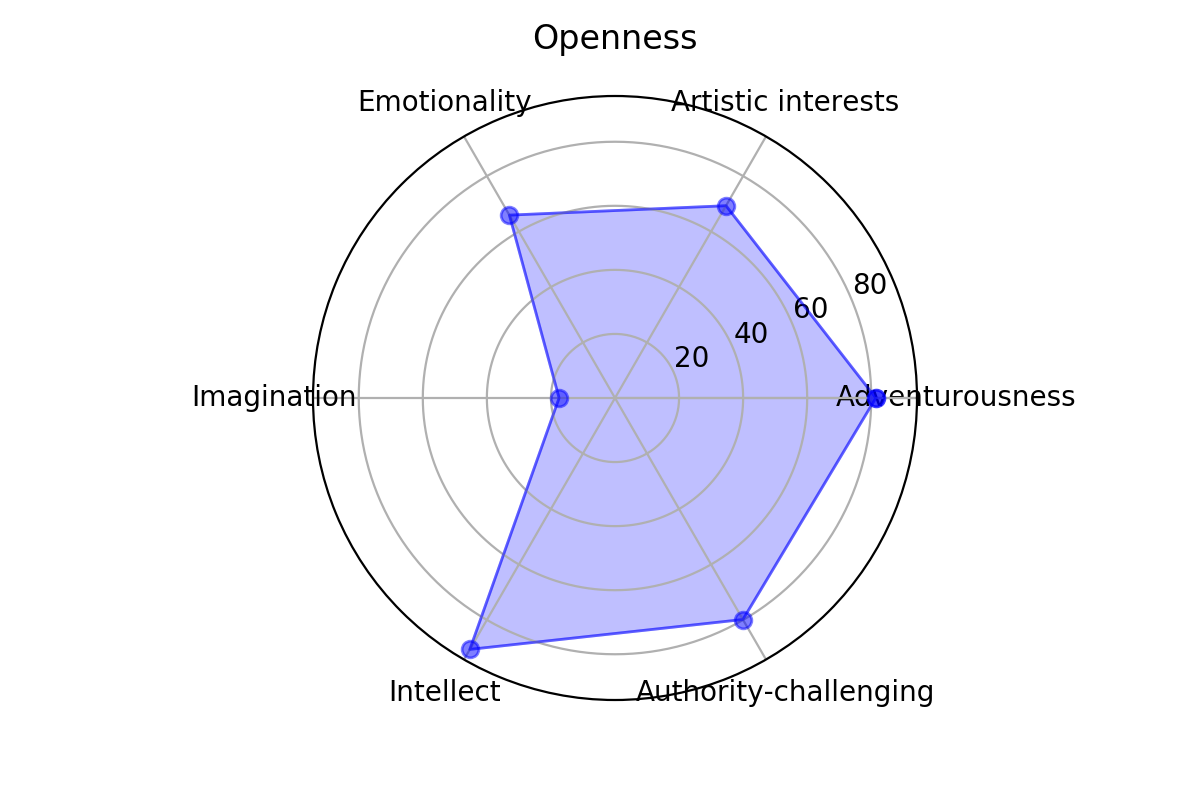 Openness
Emotionality
Artistic interests
80
60
40
20
Imagination
Adventurousness
Intellect
Authority-challenging